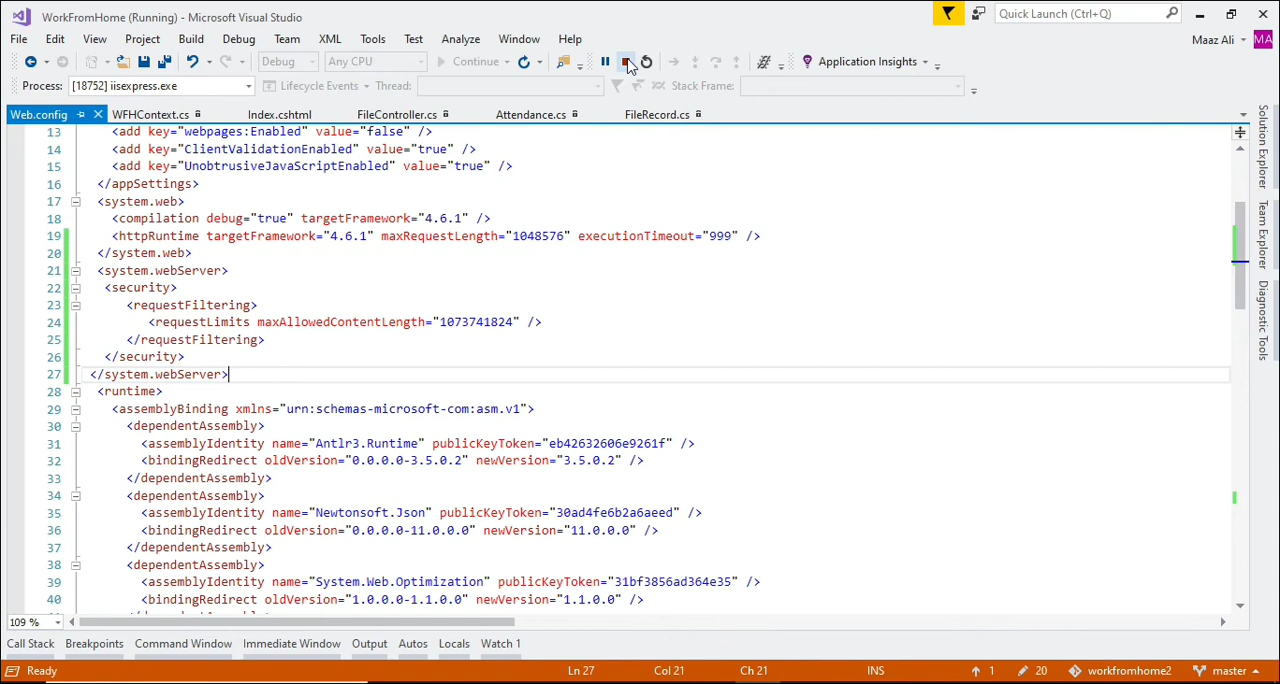 WorkFromHome (Running) - Microsoft Visual Studio
Quick Launch (Ctrl+Q)
File Edit View Project Build Debug Team XML Tools Test Analyze Window Help
Maaz Ali MA
Debug Any CPU Continue Application Insights
Process: [18752] iisexpress.exe Lifecycle Events Thread: Stack Frame:
Web.config WFHContext.cs Index.cshtml FileController.cs Attendance.cs FileRecord.cs
13 <add key="webpages:Enabled" value="false" />
14 <add key="ClientValidationEnabled" value="true" />
15 <add key="UnobtrusiveJavaScriptEnabled" value="true" />
16 </appSettings>
17 <system.web>
18 <compilation debug="true" targetFramework="4.6.1" />
19 <httpRuntime targetFramework="4.6.1" maxRequestLength="1048576" executionTimeout="999" />
20 </system.web>
21 <system.webServer>
22 <security>
23 <requestFiltering>
24 <requestLimits maxAllowedContentLength="1073741824" />
25 </requestFiltering>
26 </security>
27 </system.webServer>
28 <runtime>
29 <assemblyBinding xmlns="urn:schemas-microsoft-com:asm.v1">
30 <dependentAssembly>
31 <assemblyIdentity name="Antlr3.Runtime" publicKeyToken="eb42632606e9261f" />
32 <bindingRedirect oldVersion="0.0.0.0-3.5.0.2" newVersion="3.5.0.2" />
33 </dependentAssembly>
34 <dependentAssembly>
35 <assemblyIdentity name="Newtonsoft.Json" publicKeyToken="30ad4fe6b2a6aeed" />
36 <bindingRedirect oldVersion="0.0.0.0-11.0.0.0" newVersion="11.0.0.0" />
37 </dependentAssembly>
38 <dependentAssembly>
39 <assemblyIdentity name="System.Web.Optimization" publicKeyToken="31bf3856ad364e35" />
40 <bindingRedirect oldVersion="1.0.0.0-1.1.0.0" newVersion="1.1.0.0" />
Solution Explorer
Team Explorer
Diagnostic Tools
109 %
Call Stack Breakpoints Command Window Immediate Window Output Autos Locals Watch 1
Ready Ln 27 Col 21 Ch 21 INS 1 20 workfromhome2 master